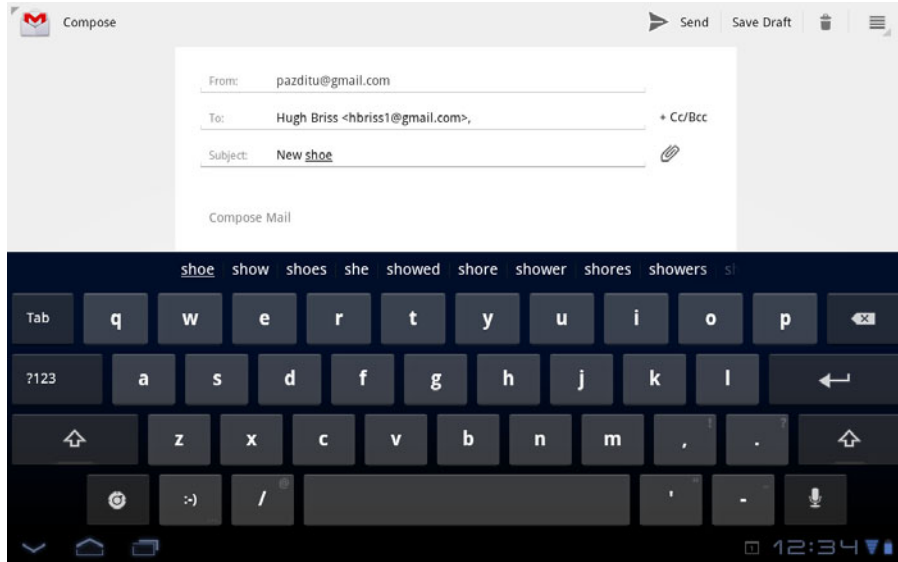 Compose Send Save Draft
From: pazditu@gmail.com
To: Hugh Briss <hbriss1@gmail.com>, + Cc/Bcc
Subject: New shoe
Compose Mail
shoe show shoes she showed shore shower shores showers
Tab q w e r t y u i o p
?123 a s d f g h j k l
z x c v b n m , ! . ?
:-) / @ ' " - _
1 12:34